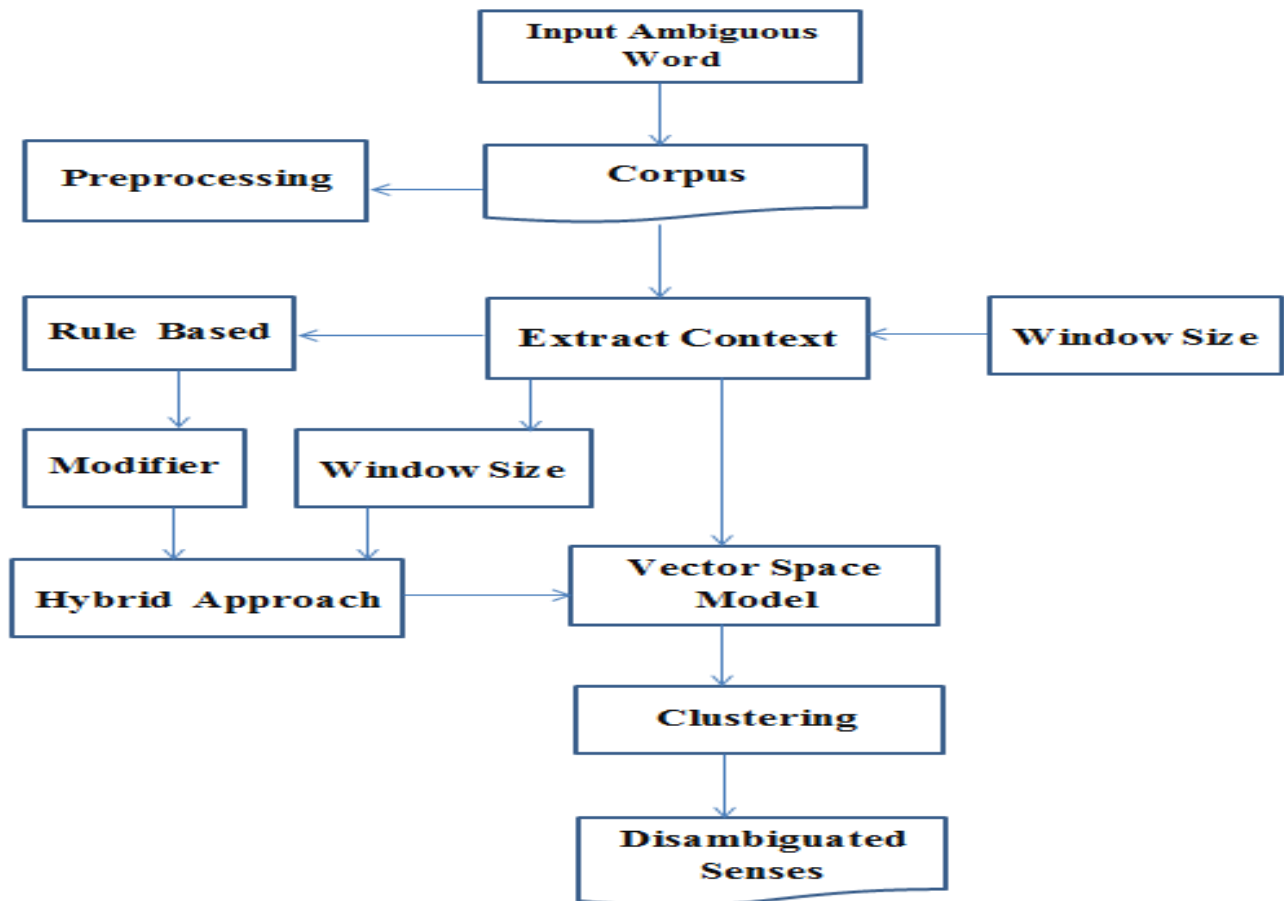 Input Ambiguous
Word
Corpus
Preprocessing
Rule Based
Extract Context
Window Size
Modifier
Window Size
Hybrid Approach
Vector Space
Model
Clustering
Disambiguated
Senses